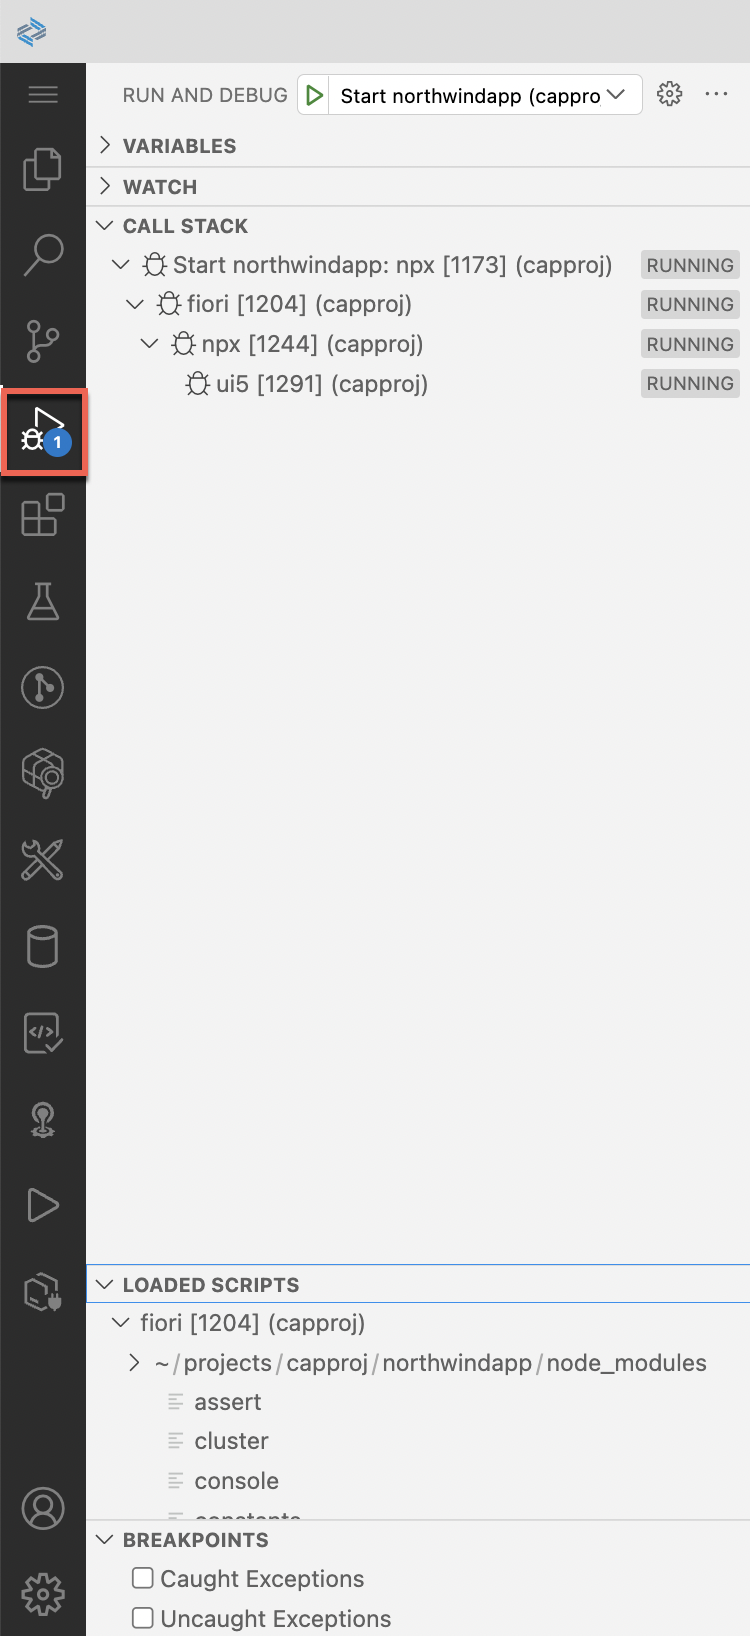 RUN AND DEBUG Start northwindapp (cappro
VARIABLES
WATCH
CALL STACK
Start northwindapp: npx [1173] (capproj) RUNNING
fiori [1204] (capproj) RUNNING
npx [1244] (capproj) RUNNING
ui5 [1291] (capproj) RUNNING
1
LOADED SCRIPTS
fiori [1204] (capproj)
~/projects/capproj/northwindapp/node_modules
assert
cluster
console
constants
BREAKPOINTS
Caught Exceptions
Uncaught Exceptions